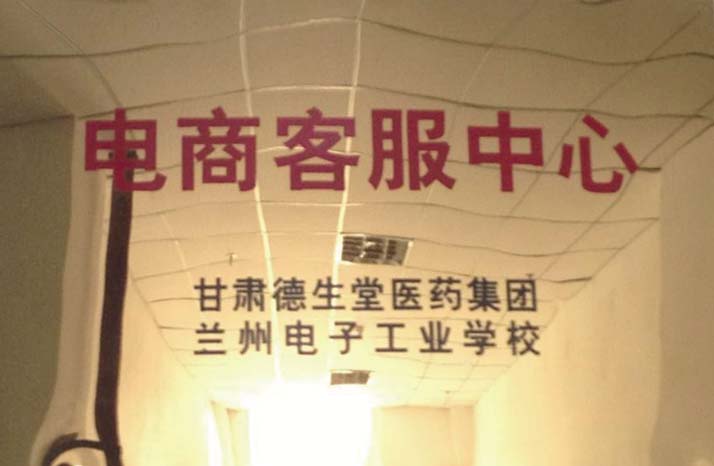 电商客服中心
甘肃德生堂医药集团
兰州电子工业学校